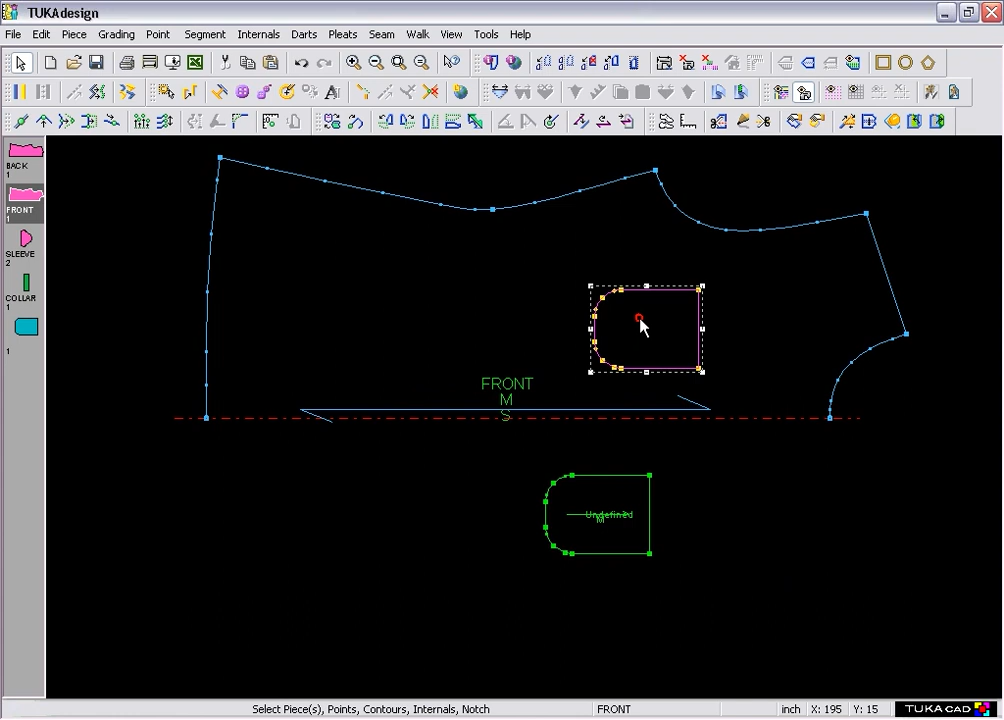 TUKAdesign
File Edit Piece Grading Point Segment Internals Darts Pleats Seam Walk View Tools Help
BACK
1
FRONT
1
SLEEVE
2
COLLAR
1
1
FRONT
M
S
Undefined
M
Select Piece(s), Points, Contours, Internals, Notch FRONT inch X: 195 Y: 15 TUKACAD